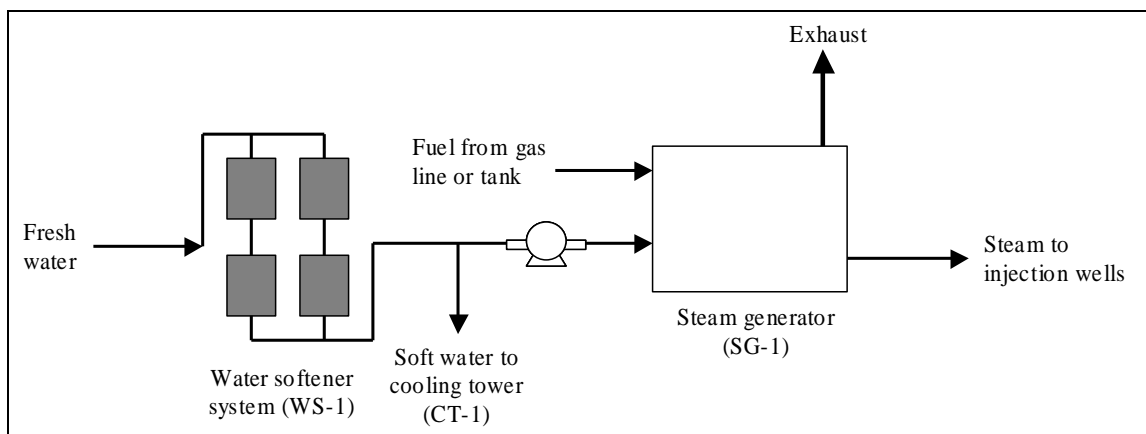 Exhaust
Fuel from gas
line or tank
Fresh
water
Steam to
injection wells
Steam generator
(SG-1)
Soft water to
cooling tower
(CT-1)
Water softener
system (WS-1)